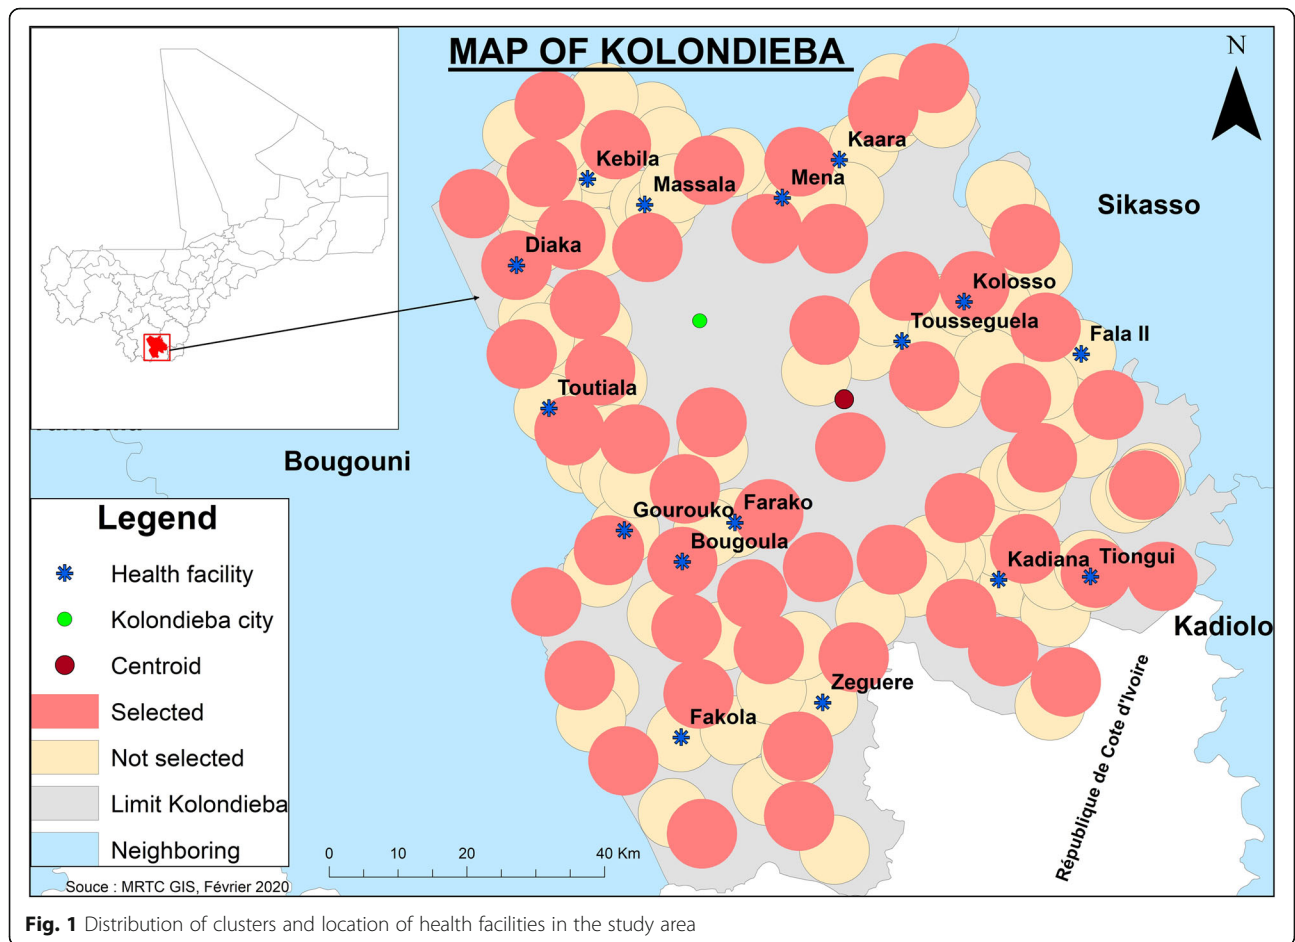 MAP OF KOLONDIEBA
N
Kaara
Kebila
Massala
Mena
Sikasso
Diaka
Kolosso
Tousseguela
Fala II
Toutiala
Bougouni
Gourouko
Farako
Bougoula
Kadiana
Tiongui
Kadiolo
Zeguere
Fakola
République de Cote d'Ivoire
Legend
Health facility
Kolondieba city
Centroid
Selected
Not selected
Limit Kolondieba
Neighboring
0 10 20 40 Km
Souce : MRTC GIS, Février 2020
Fig. 1 Distribution of clusters and location of health facilities in the study area